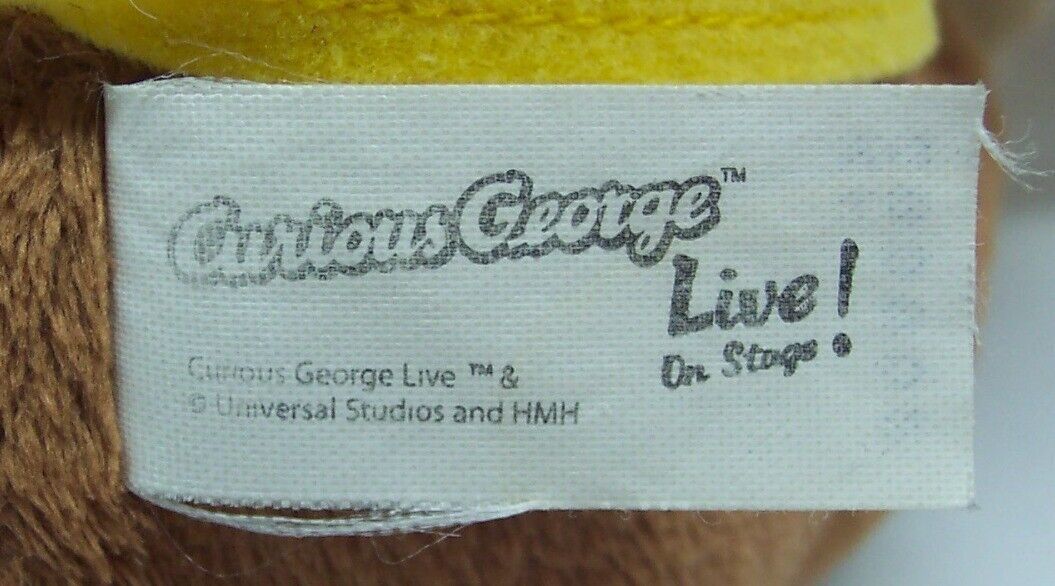 Curious George™
Live!
On Stage
Curious George Live ™ &
© Universal Studios and HMH